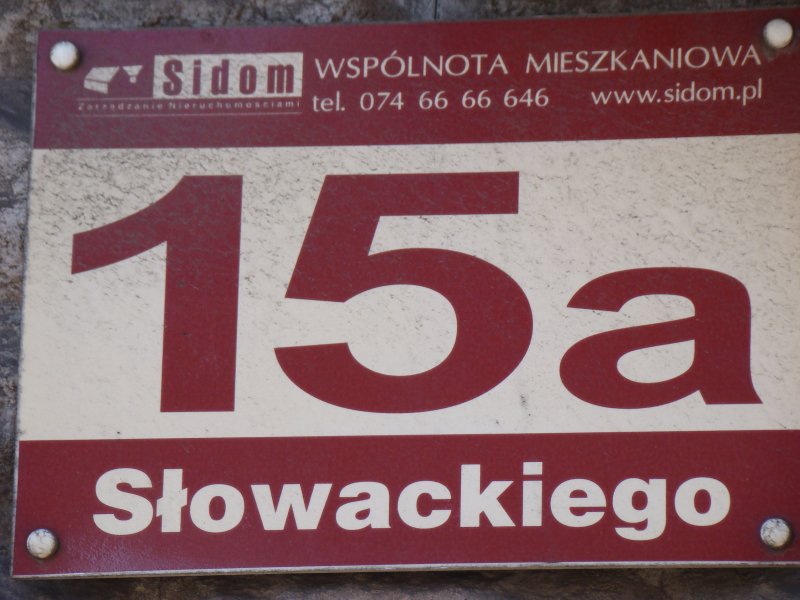 Sidom
Zarządzanie Nieruchomościami
WSPÓLNOTA MIESZKANIOWA
tel. 074 66 66 646 www.sidom.pl
15a
Słowackiego